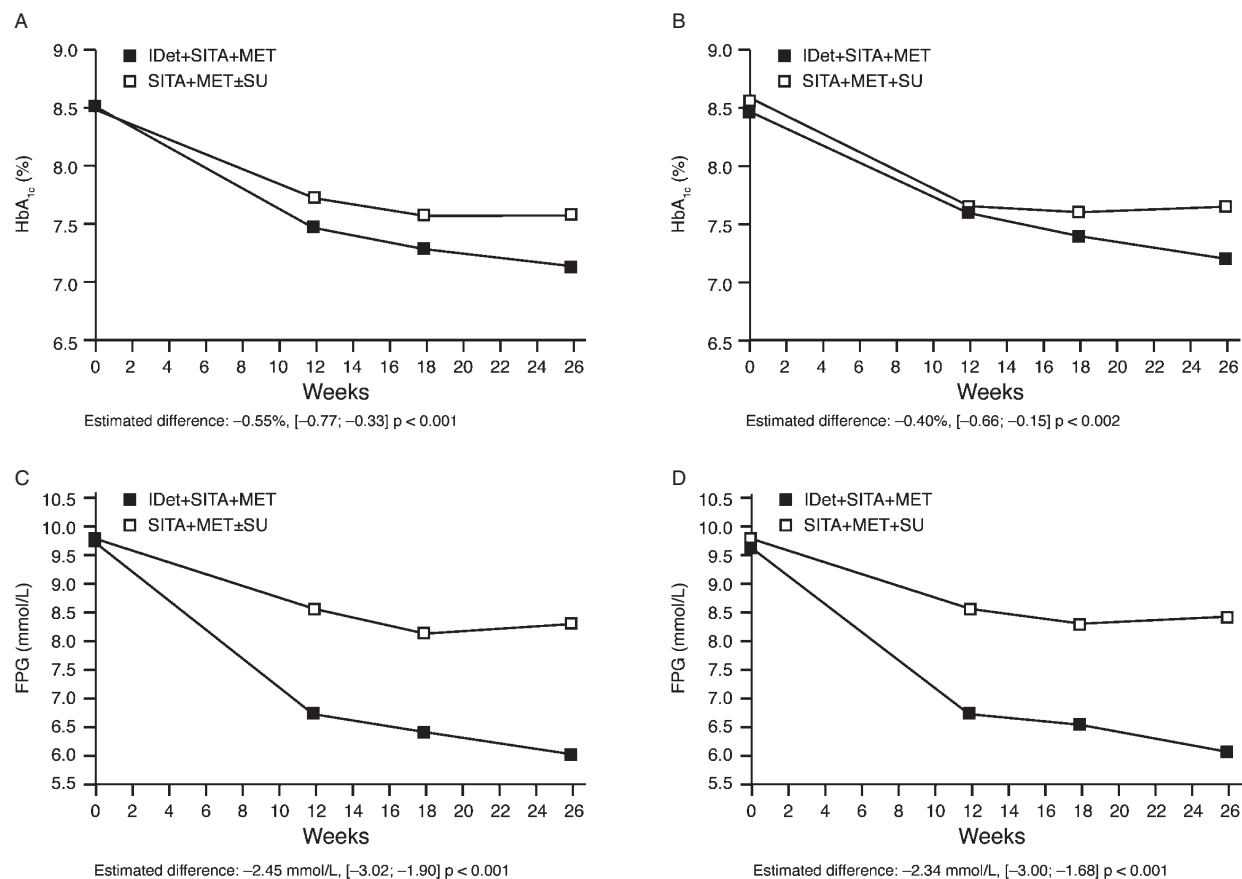 A
9.0
8.5
8.0
7.5
7.0
6.5
HbA1c (%)
■ IDet+SITA+MET
□ SITA+MET±SU
0 2 4 6 8 10 12 14 16 18 20 22 24 26
Weeks
Estimated difference: –0.55%, [–0.77; –0.33] p < 0.001
B
9.0
8.5
8.0
7.5
7.0
6.5
HbA1c (%)
■ IDet+SITA+MET
□ SITA+MET+SU
0 2 4 6 8 10 12 14 16 18 20 22 24 26
Weeks
Estimated difference: –0.40%, [–0.66; –0.15] p < 0.002
C
10.5
10.0
9.5
9.0
8.5
8.0
7.5
7.0
6.5
6.0
5.5
FPG (mmol/L)
■ IDet+SITA+MET
□ SITA+MET±SU
0 2 4 6 8 10 12 14 16 18 20 22 24 26
Weeks
Estimated difference: –2.45 mmol/L, [–3.02; –1.90] p < 0.001
D
10.5
10.0
9.5
9.0
8.5
8.0
7.5
7.0
6.5
6.0
5.5
FPG (mmol/L)
■ IDet+SITA+MET
□ SITA+MET+SU
0 2 4 6 8 10 12 14 16 18 20 22 24 26
Weeks
Estimated difference: –2.34 mmol/L, [–3.00; –1.68] p < 0.001